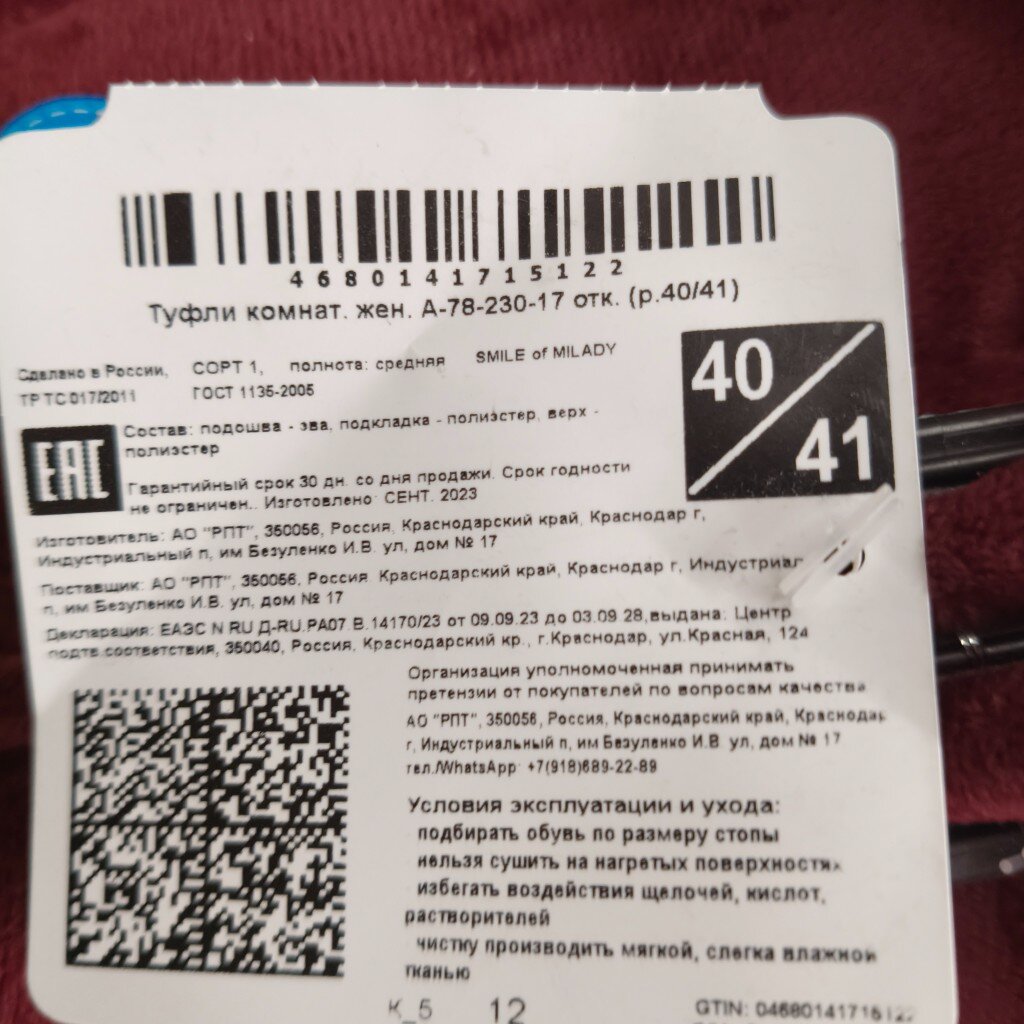 4680141715122
Туфли комнат. жен. А-78-230-17 отк. (р.40/41)
Сделано в России, СОРТ 1, полнота: средняя SMILE of MILADY
ТР ТС 017/2011 ГОСТ 1135-2005
40/41
EAC
Состав: подошва - эва, подкладка - полиэстер, верх -
полиэстер
Гарантийный срок 30 дн. со дня продажи. Срок годности
не ограничен.. Изготовлено: СЕНТ. 2023
Изготовитель: АО "РПТ", 350056, Россия, Краснодарский край, Краснодар г,
Индустриальный п, им Безуленко И.В. ул, дом № 17
Поставщик: АО "РПТ", 350056, Россия, Краснодарский край, Краснодар г,
п, им Безуленко И.В. ул, дом № 17
Декларация: ЕАЭС N RU Д-RU.РА07.В.14170/23 от 09.09.23 до 03.09.28,выдана: Центр
подтв.соответствия, 350040, Россия, Краснодарский кр., г.Краснодар, ул.Красная, 124
Организация уполномоченная принимать
претензии от покупателей по вопросам качества
АО "РПТ", 350056, Россия, Краснодарский край, Краснодар
г, Индустриальный п, им Безуленко И.В. ул, дом № 17
тел./WhatsApp: +7(918)689-22-89
Условия эксплуатации и ухода:
подбирать обувь по размеру стопы
нельзя сушить на нагретых поверхностях
избегать воздействия щелочей, кислот,
растворителей
чистку производить мягкой, слегка влажной
тканью
К_5 12
GTIN: